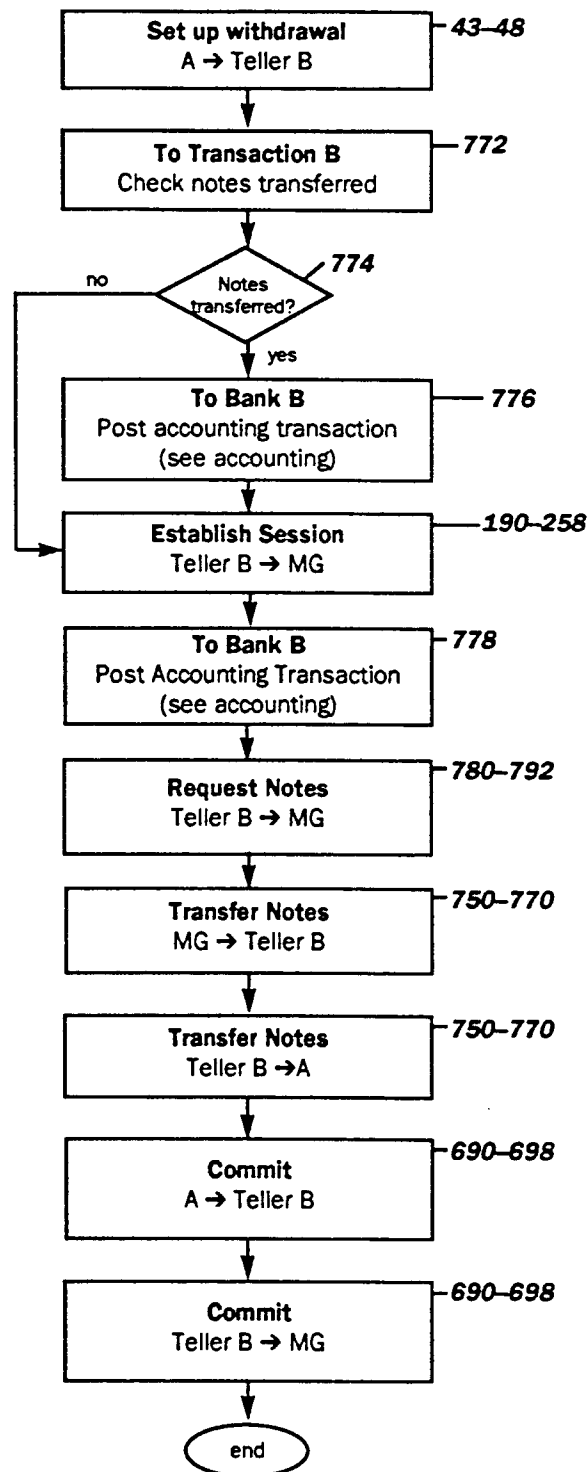 Set up withdrawal
A → Teller B
43–48
To Transaction B
Check notes transferred
772
Notes
transferred?
774
no
yes
To Bank B
Post accounting transaction
(see accounting)
776
Establish Session
Teller B → MG
190–258
To Bank B
Post Accounting Transaction
(see accounting)
778
Request Notes
Teller B → MG
780–792
Transfer Notes
MG → Teller B
750–770
Transfer Notes
Teller B →A
750–770
Commit
A → Teller B
690–698
Commit
Teller B → MG
690–698
end